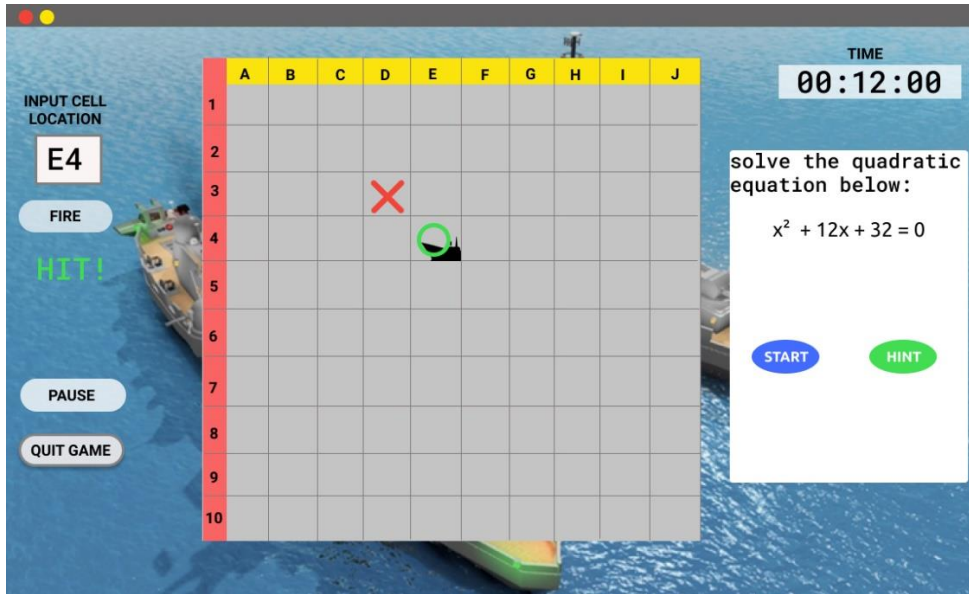 TIME
00:12:00
INPUT CELL
LOCATION
E4
FIRE
HIT!
PAUSE
QUIT GAME
A B C D E F G H I J
1
2
3
4
5
6
7
8
9
10
solve the quadratic
equation below:
x² + 12x + 32 = 0
START HINT